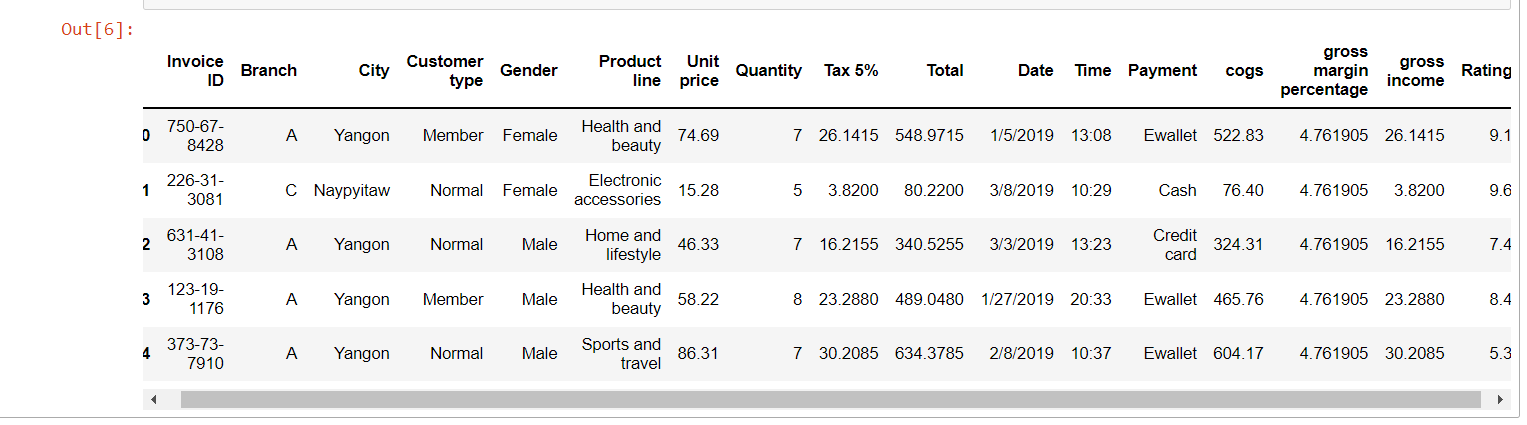 Out[6]:
Invoice ID Branch City Customer type Gender Product line Unit price Quantity Tax 5% Total Date Time Payment cogs gross margin percentage gross income Rating
0 750-67-8428 A Yangon Member Female Health and beauty 74.69 7 26.1415 548.9715 1/5/2019 13:08 Ewallet 522.83 4.761905 26.1415 9.1
1 226-31-3081 C Naypyitaw Normal Female Electronic accessories 15.28 5 3.8200 80.2200 3/8/2019 10:29 Cash 76.40 4.761905 3.8200 9.6
2 631-41-3108 A Yangon Normal Male Home and lifestyle 46.33 7 16.2155 340.5255 3/3/2019 13:23 Credit card 324.31 4.761905 16.2155 7.4
3 123-19-1176 A Yangon Member Male Health and beauty 58.22 8 23.2880 489.0480 1/27/2019 20:33 Ewallet 465.76 4.761905 23.2880 8.4
4 373-73-7910 A Yangon Normal Male Sports and travel 86.31 7 30.2085 634.3785 2/8/2019 10:37 Ewallet 604.17 4.761905 30.2085 5.3